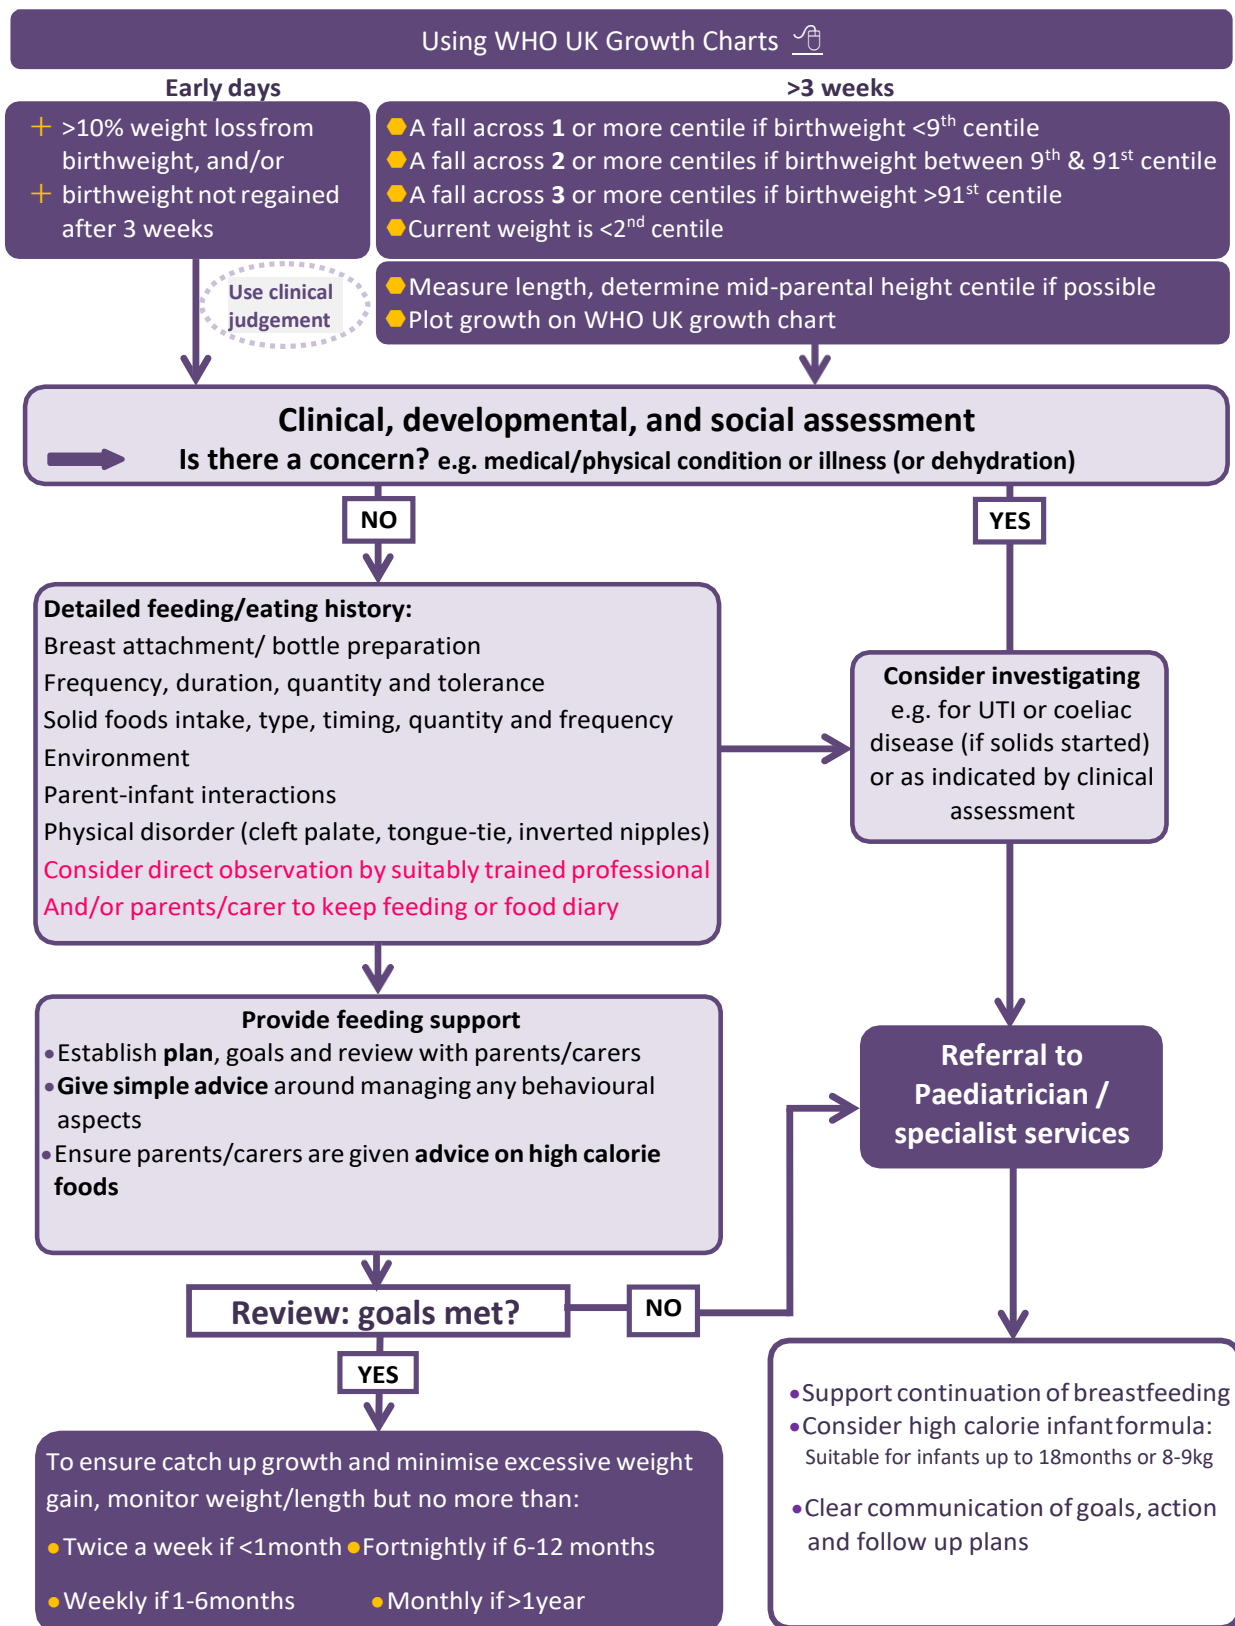 Using WHO UK Growth Charts
Early days
+ >10% weight loss from
birthweight, and/or
+ birthweight not regained
after 3 weeks
>3 weeks
A fall across 1 or more centile if birthweight <9th centile
A fall across 2 or more centiles if birthweight between 9th & 91st centile
A fall across 3 or more centiles if birthweight >91st centile
Current weight is <2nd centile
Use clinical
judgement
Measure length, determine mid-parental height centile if possible
Plot growth on WHO UK growth chart
Clinical, developmental, and social assessment
Is there a concern? e.g. medical/physical condition or illness (or dehydration)
NO
YES
Detailed feeding/eating history:
Breast attachment/ bottle preparation
Frequency, duration, quantity and tolerance
Solid foods intake, type, timing, quantity and frequency
Environment
Parent-infant interactions
Physical disorder (cleft palate, tongue-tie, inverted nipples)
Consider direct observation by suitably trained professional
And/or parents/carer to keep feeding or food diary
Consider investigating
e.g. for UTI or coeliac
disease (if solids started)
or as indicated by clinical
assessment
Provide feeding support
• Establish plan, goals and review with parents/carers
• Give simple advice around managing any behavioural
aspects
• Ensure parents/carers are given advice on high calorie
foods
Referral to
Paediatrician /
specialist services
Review: goals met?
NO
YES
To ensure catch up growth and minimise excessive weight
gain, monitor weight/length but no more than:
• Twice a week if <1month • Fortnightly if 6-12 months
• Weekly if 1-6months • Monthly if >1year
• Support continuation of breastfeeding
• Consider high calorie infant formula:
Suitable for infants up to 18months or 8-9kg
• Clear communication of goals, action
and follow up plans